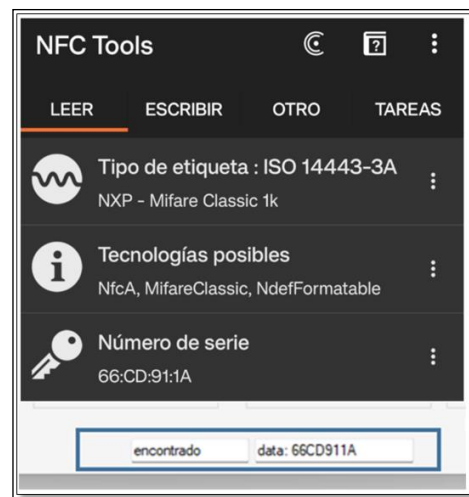 NFC Tools
LEER ESCRIBIR OTRO TAREAS
Tipo de etiqueta : ISO 14443-3A
NXP - Mifare Classic 1k
Tecnologías posibles
NfcA, MifareClassic, NdefFormatable
Número de serie
66:CD:91:1A
encontrado data: 66CD911A